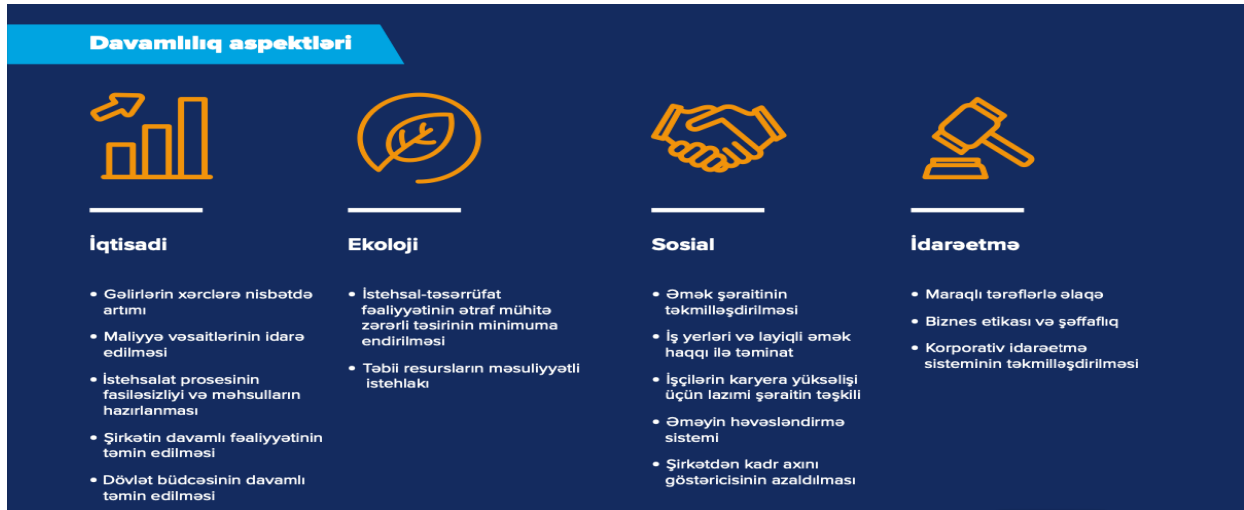 Davamlılıq aspektləri
İqtisadi
• Gəlirlərin xərclərə nisbətdə
artımı
• Maliyyə vəsaitlərinin idarə
edilməsi
• İstehsalat prosesinin
fasiləsizliyi və məhsulların
hazırlanması
• Şirkətin davamlı fəaliyyətinin
təmin edilməsi
• Dövlət büdcəsinin davamlı
təmin edilməsi
Ekoloji
• İstehsal-təsərrüfat
fəaliyyətinin ətraf mühitə
zərərli təsirinin minimuma
endirilməsi
• Təbii resursların məsuliyyətli
istehlakı
Sosial
• Əmək şəraitinin
təkmilləşdirilməsi
• İş yerləri və layiqli əmək
haqqı ilə təminat
• İşçilərin karyera yüksəlişi
üçün lazımi şəraitin təşkili
• Əməyin həvəsləndirmə
sistemi
• Şirkətdən kadr axını
göstəricisinin azaldılması
İdarəetmə
• Maraqlı tərəflərlə əlaqə
• Biznes etikası və şəffaflıq
• Korporativ idarəetmə
sisteminin təkmilləşdirilməsi